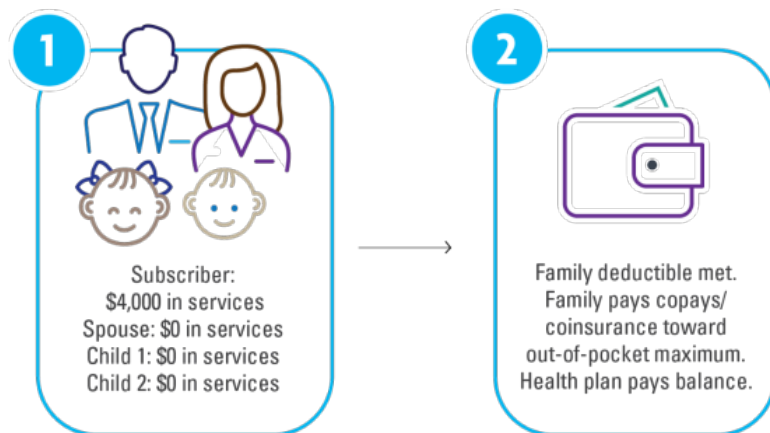 1
Subscriber:
$4,000 in services
Spouse: $0 in services
Child 1: $0 in services
Child 2: $0 in services
2
Family deductible met.
Family pays copays/
coinsurance toward
out-of-pocket maximum.
Health plan pays balance.